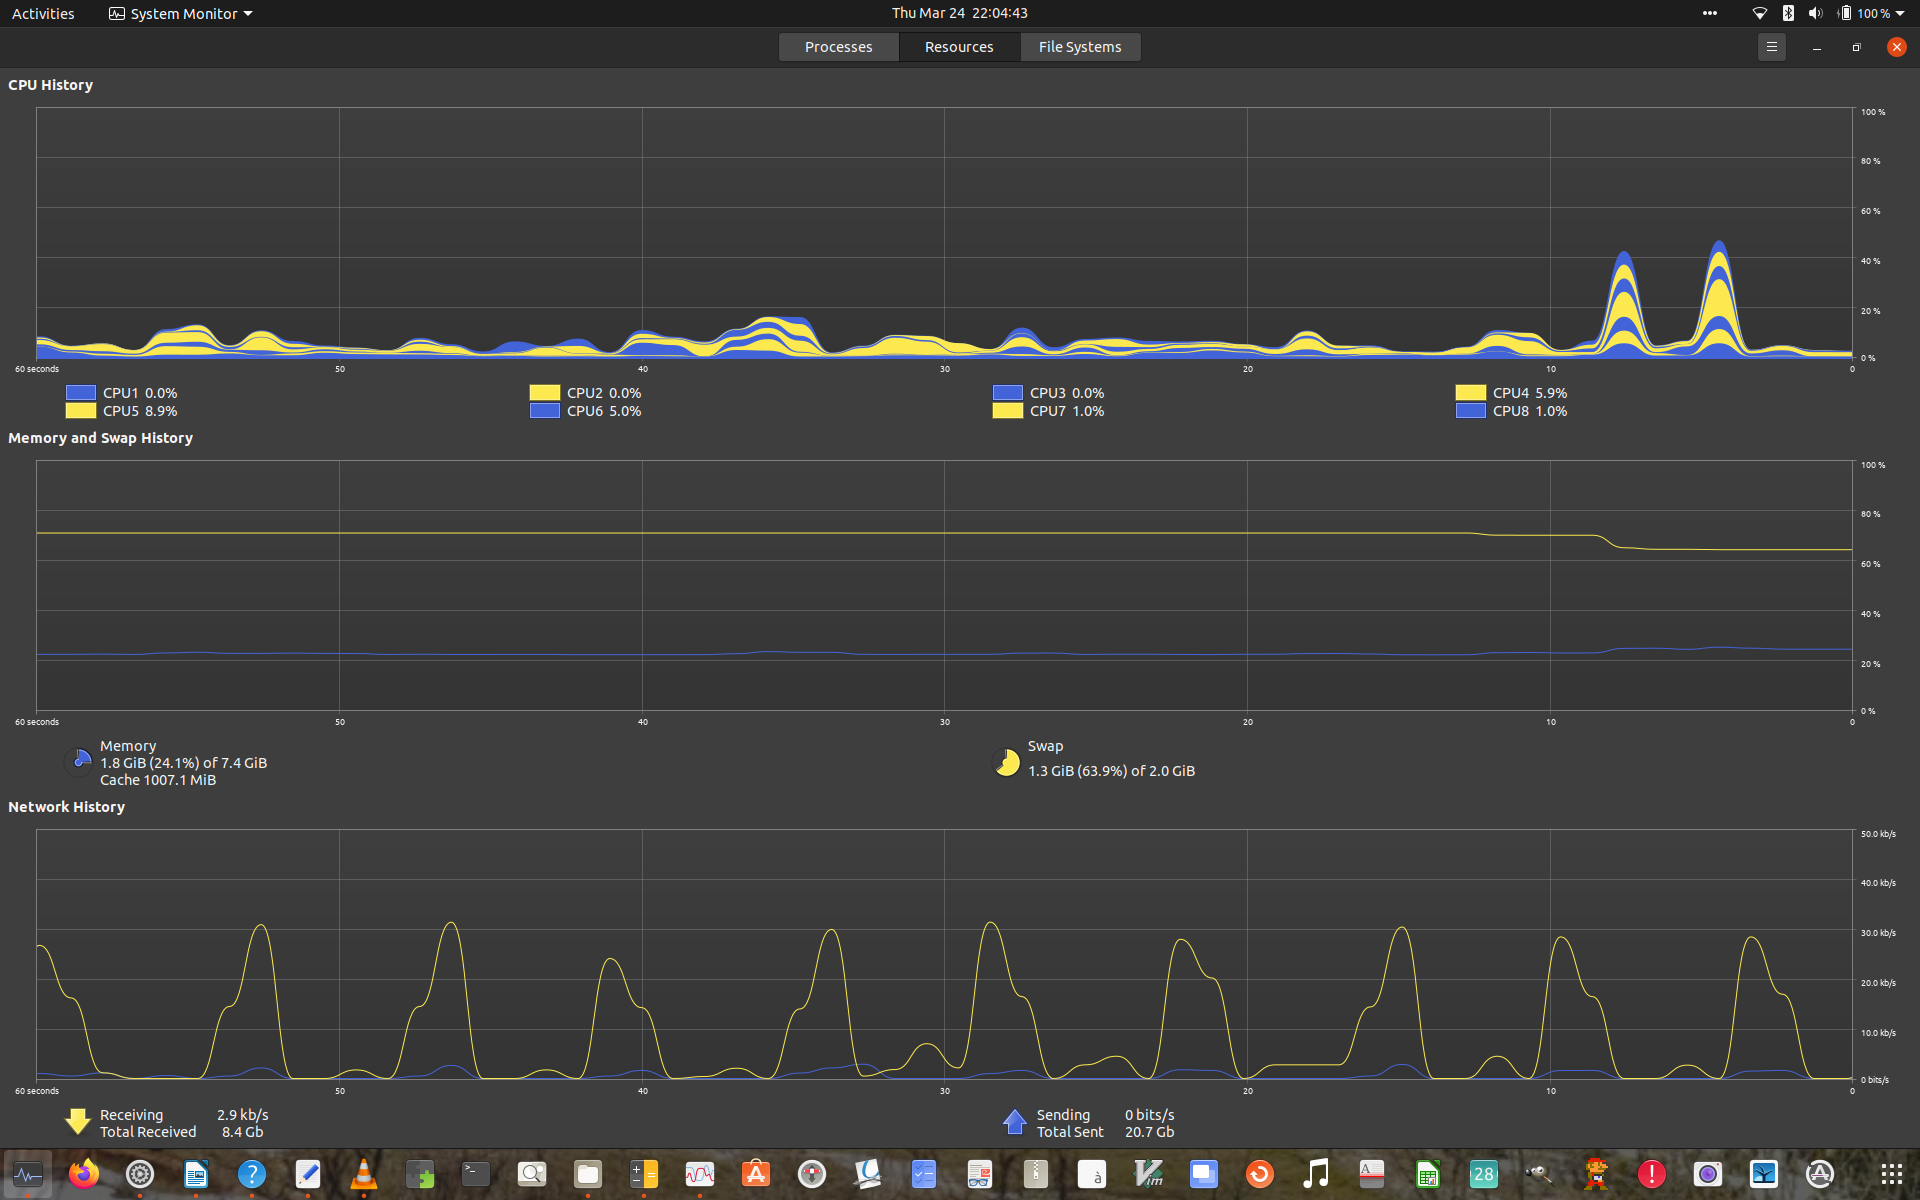 Activities System Monitor Thu Mar 24 22:04:43 100 %
Processes Resources File Systems
CPU History
100 %
80 %
60 %
40 %
20 %
0 %
60 seconds 50 40 30 20 10 0
CPU1 0.0% CPU2 0.0% CPU3 0.0% CPU4 5.9%
CPU5 8.9% CPU6 5.0% CPU7 1.0% CPU8 1.0%
Memory and Swap History
100 %
80 %
60 %
40 %
20 %
0 %
60 seconds 50 40 30 20 10 0
Memory
1.8 GiB (24.1%) of 7.4 GiB
Cache 1007.1 MiB
Swap
1.3 GiB (63.9%) of 2.0 GiB
Network History
50.0 kb/s
40.0 kb/s
30.0 kb/s
20.0 kb/s
10.0 kb/s
0 bits/s
60 seconds 50 40 30 20 10 0
Receiving 2.9 kb/s
Total Received 8.4 Gb
Sending 0 bits/s
Total Sent 20.7 Gb
? >_ à Vim A 28 !